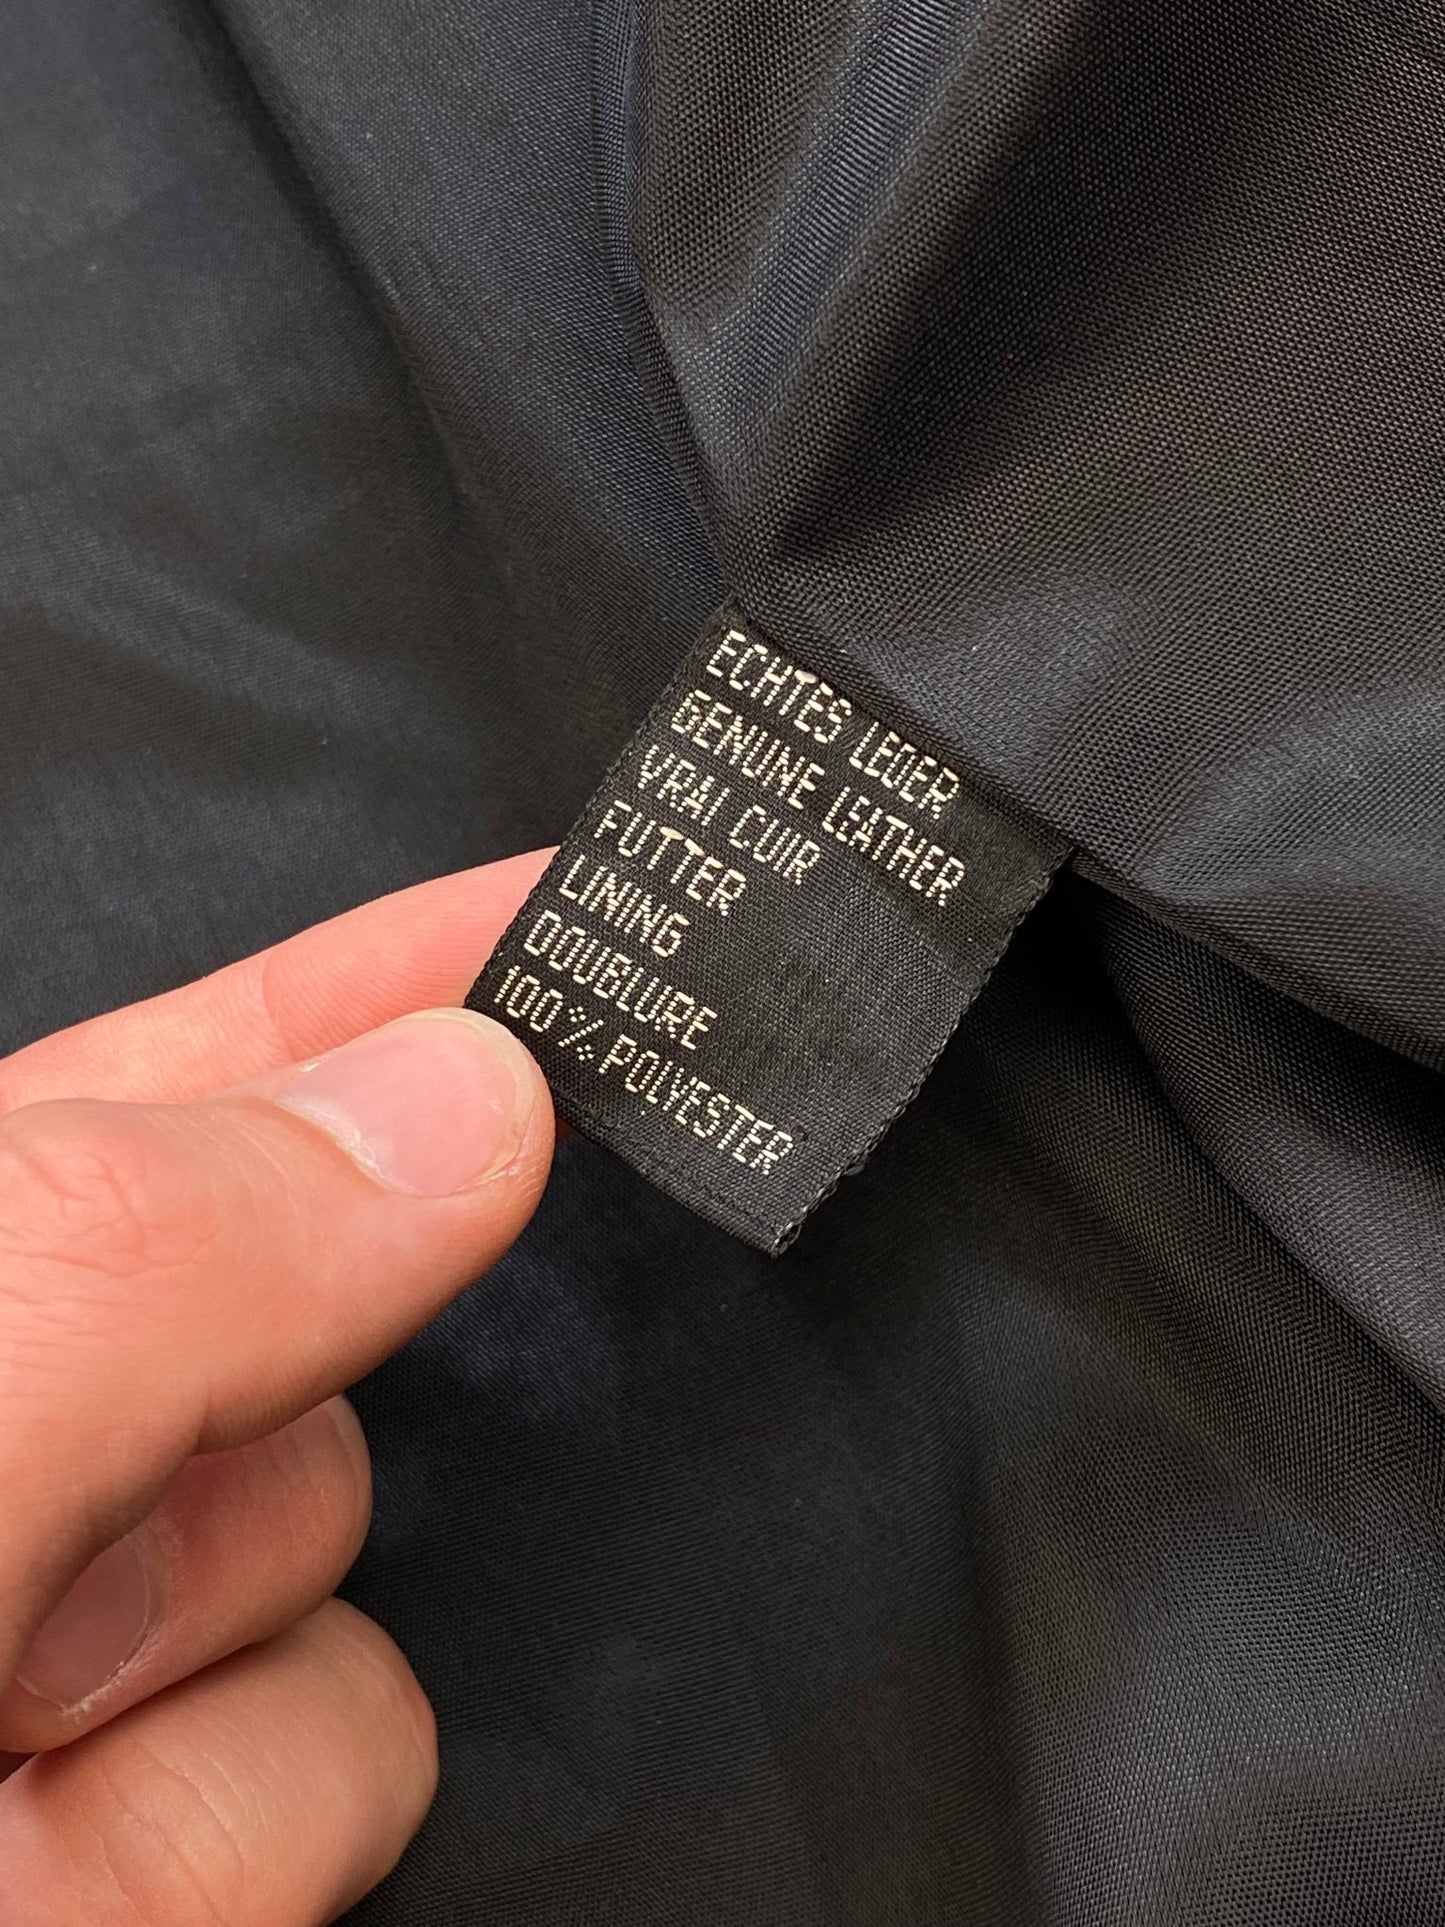 ECHTES LEDER
GENUINE LEATHER
VRAI CUIR
FUTTER
LINING
DOUBLURE
100% POLYESTER